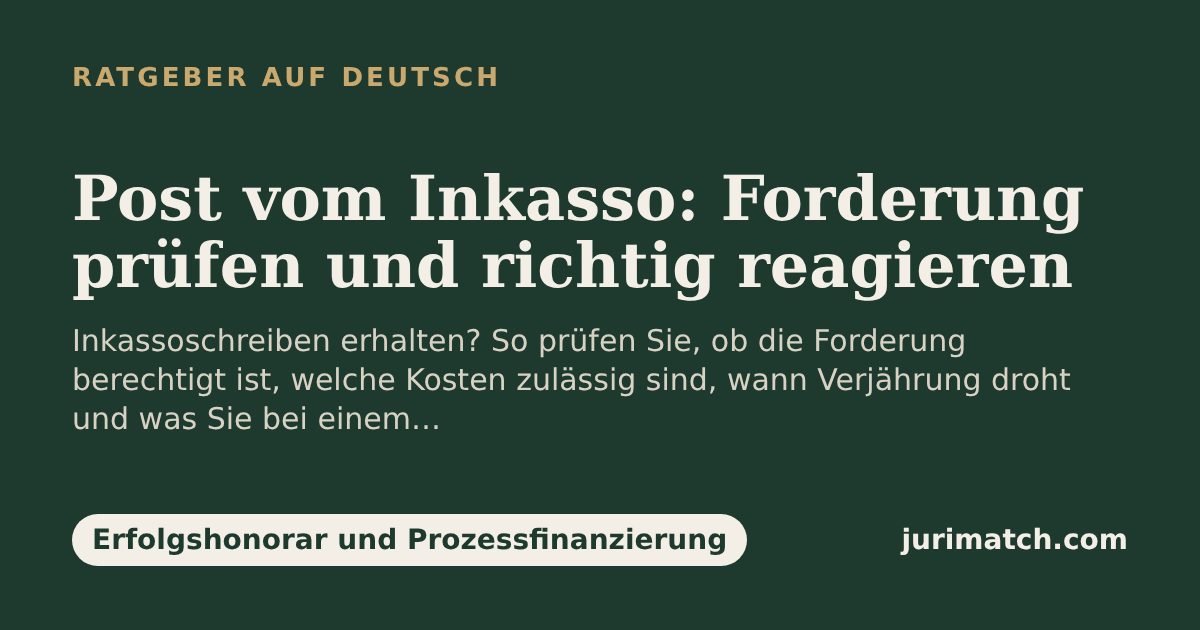 RATGEBER AUF DEUTSCH
Post vom Inkasso: Forderung
prüfen und richtig reagieren
Inkassoschreiben erhalten? So prüfen Sie, ob die Forderung
berechtigt ist, welche Kosten zulässig sind, wann Verjährung droht
und was Sie bei einem…
Erfolgshonorar und Prozessfinanzierung
jurimatch.com